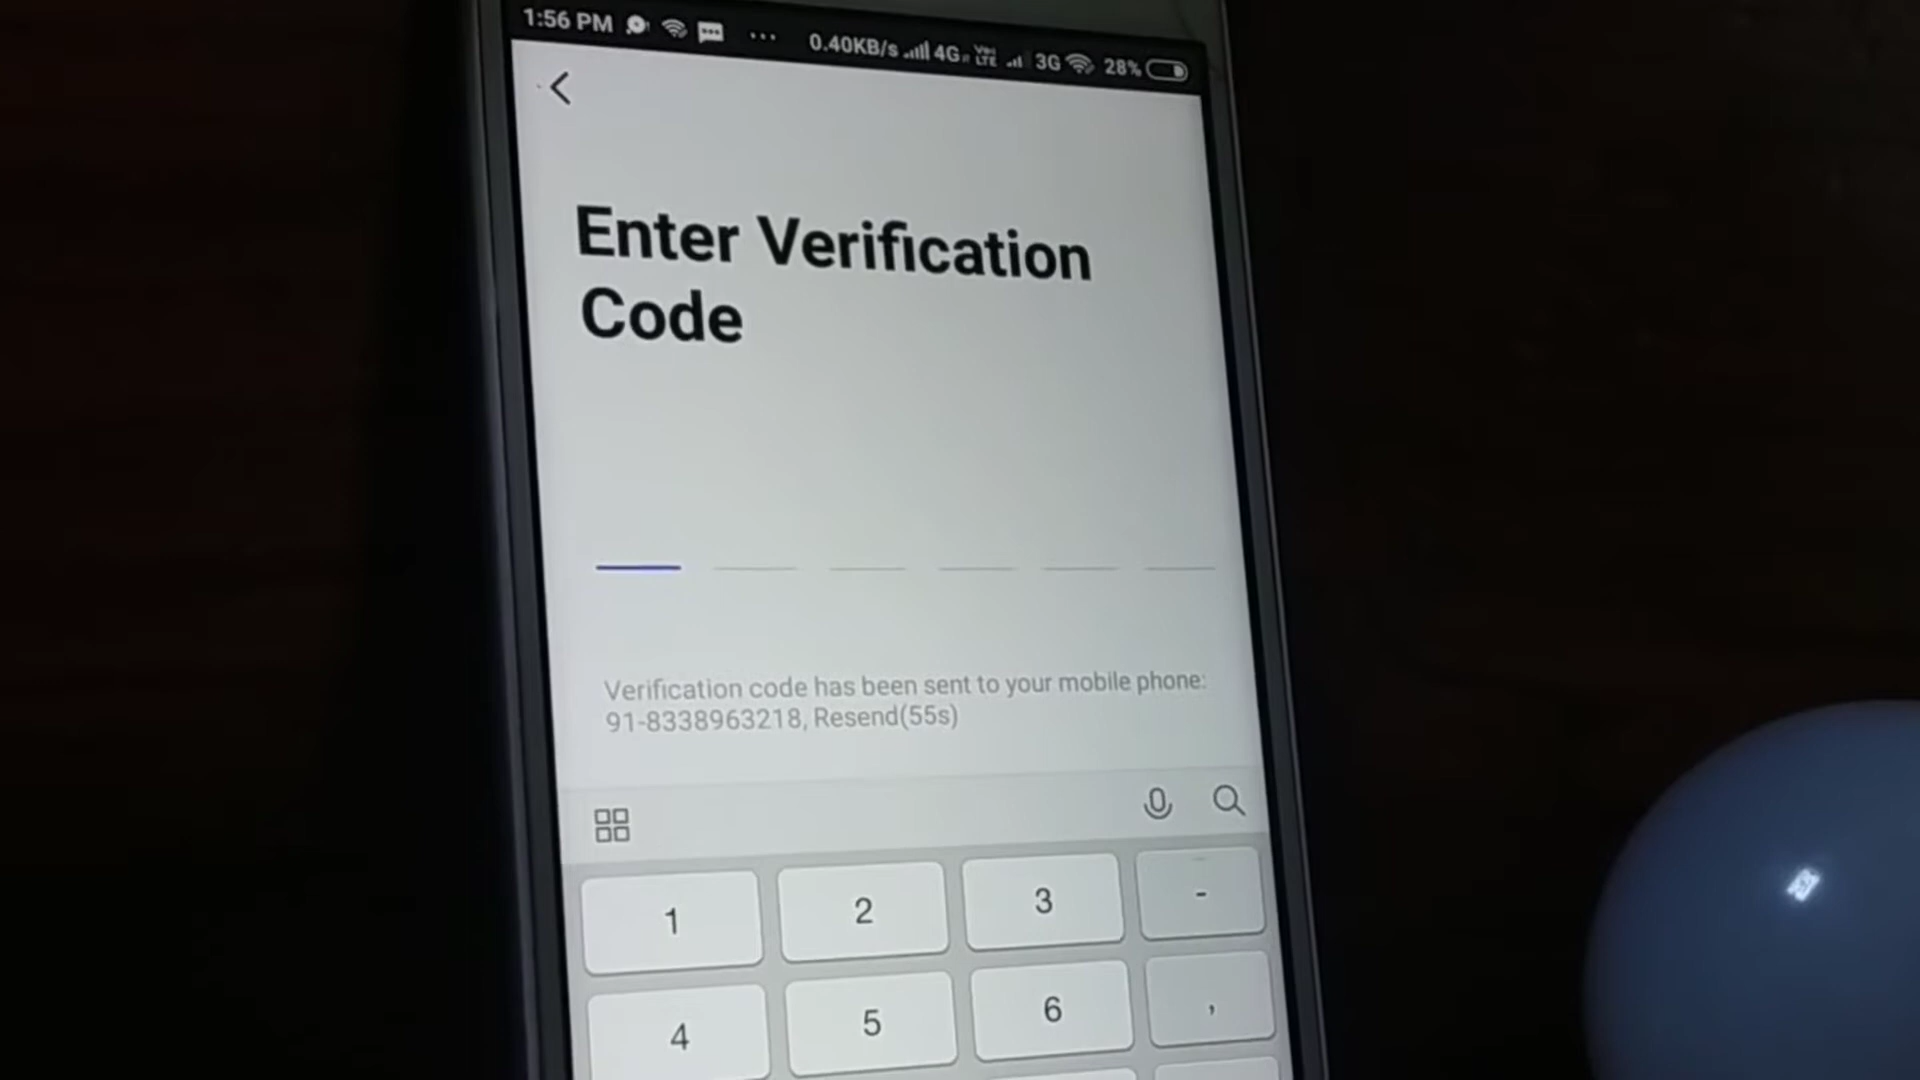 1:56 PM ... 0.40KB/s 4G VoLTE 3G 28%
Enter Verification
Code
Verification code has been sent to your mobile phone:
91-8338963218, Resend(55s)
1 2 3 -
4 5 6 ,